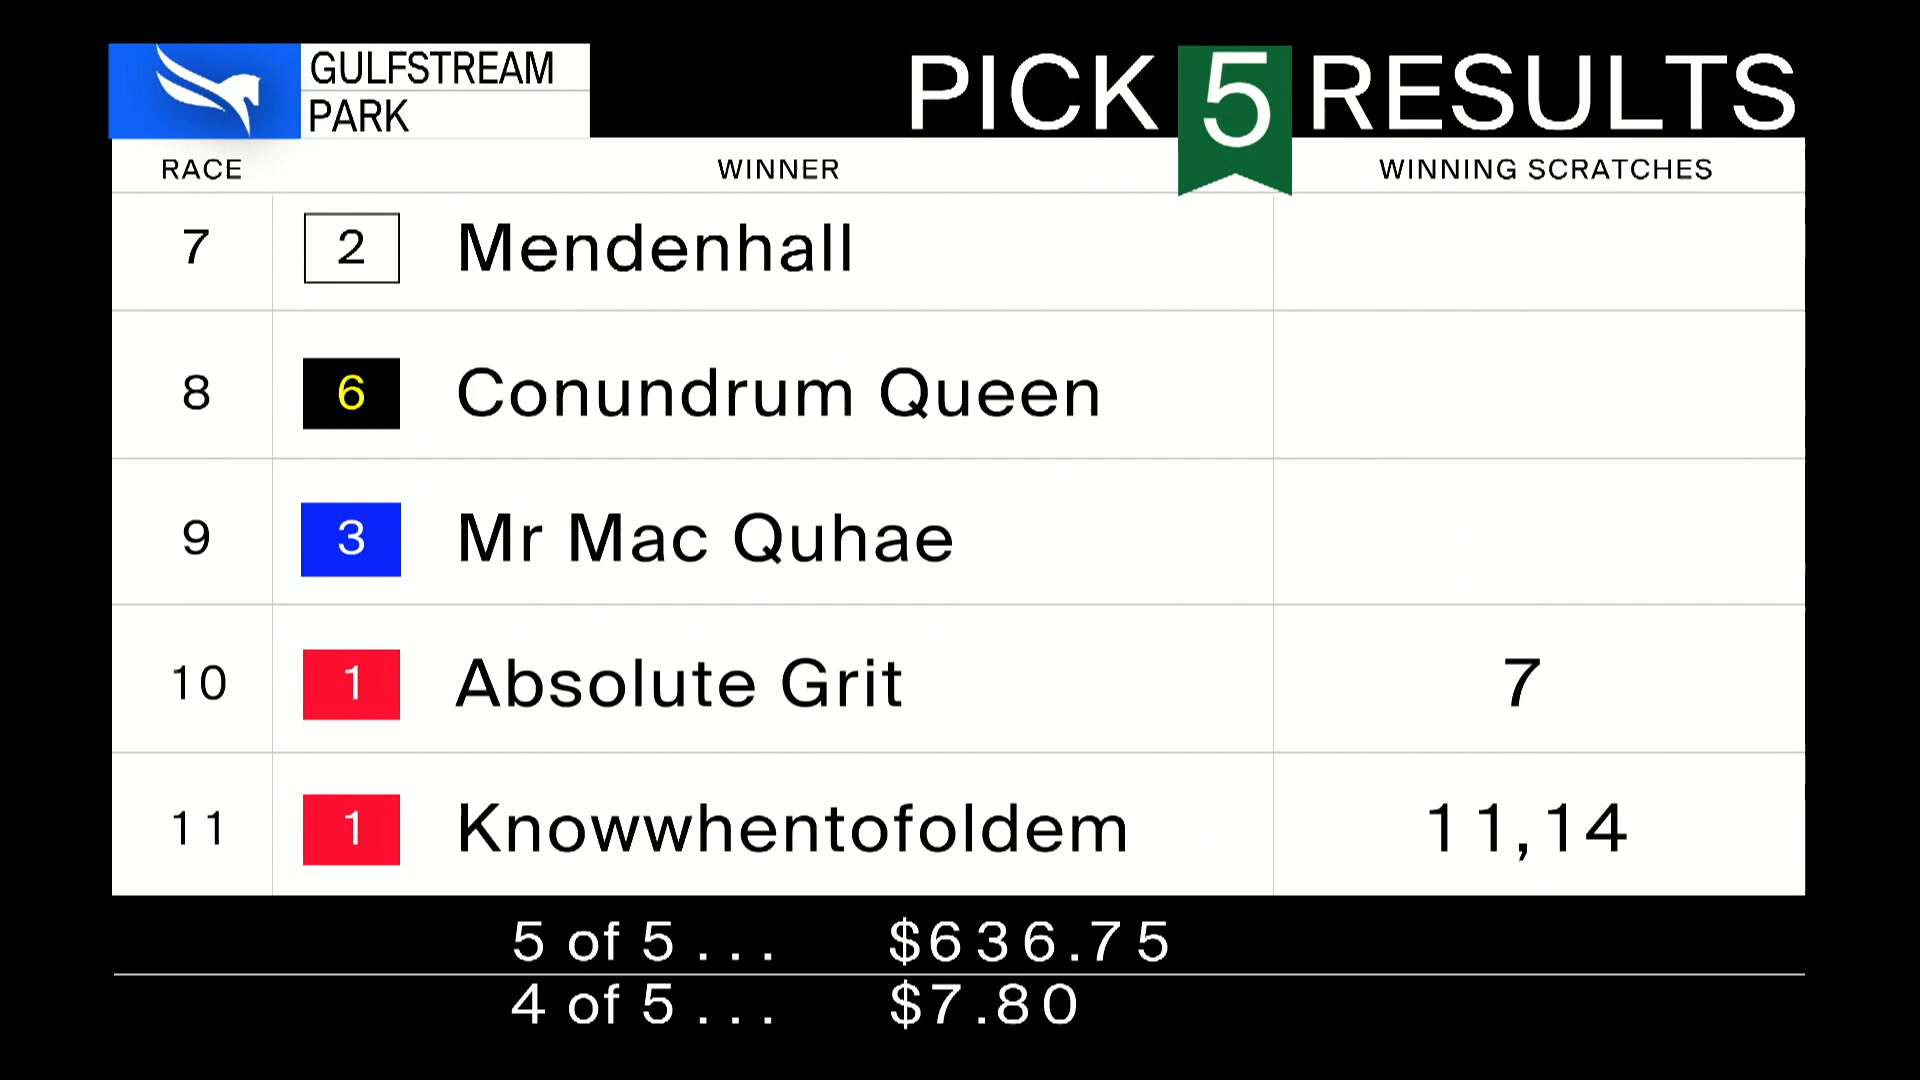 GULFSTREAM
PARK
PICK 5 RESULTS
RACE WINNER WINNING SCRATCHES
7 2 Mendenhall
8 6 Conundrum Queen
9 3 Mr Mac Quhae
10 1 Absolute Grit 7
11 1 Knowwhentofoldem 11,14
5 of 5 . . . $636.75
4 of 5 . . . $7.80